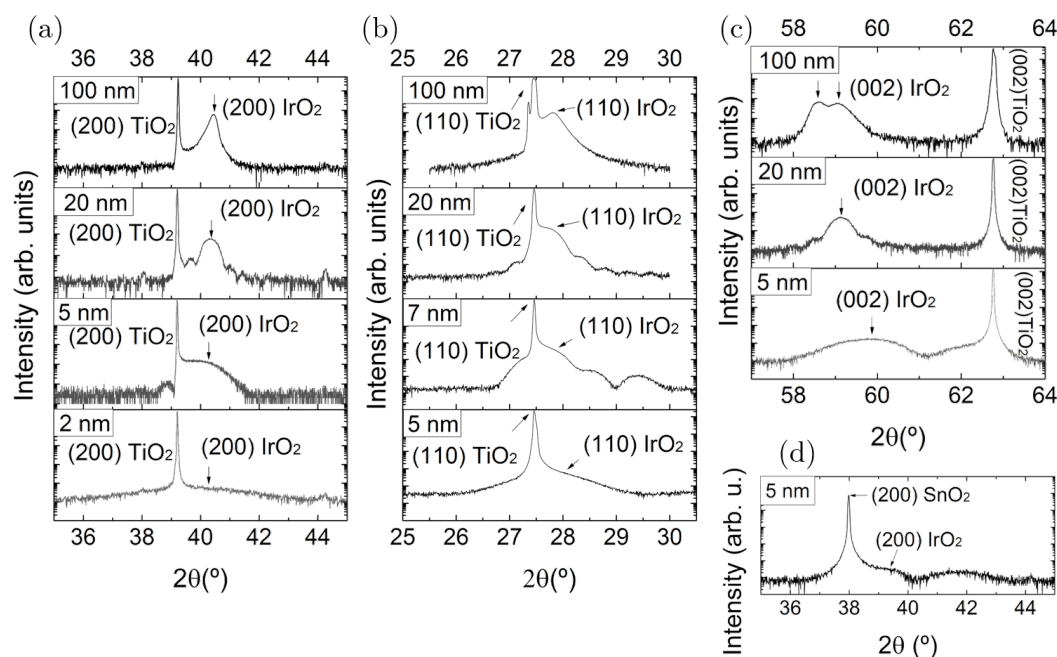 (a)
36 38 40 42 44
100 nm
(200) TiO2
(200) IrO2
20 nm
(200) TiO2
(200) IrO2
5 nm
(200) TiO2
(200) IrO2
2 nm
(200) TiO2
(200) IrO2
36 38 40 42 44
2θ(º)
Intensity (arb. units)
(b)
25 26 27 28 29 30
100 nm
(110) TiO2
(110) IrO2
20 nm
(110) TiO2
(110) IrO2
7 nm
(110) TiO2
(110) IrO2
5 nm
(110) TiO2
(110) IrO2
25 26 27 28 29 30
2θ(º)
Intensity (arb. units)
(c)
58 60 62 64
100 nm
(002) IrO2
(002)TiO2
20 nm
(002) IrO2
(002)TiO2
5 nm
(002) IrO2
(002)TiO2
58 60 62 64
2θ(º)
Intensity (arb. units)
(d)
5 nm
(200) SnO2
(200) IrO2
36 38 40 42 44
2θ (º)
Intensity (arb. u.)